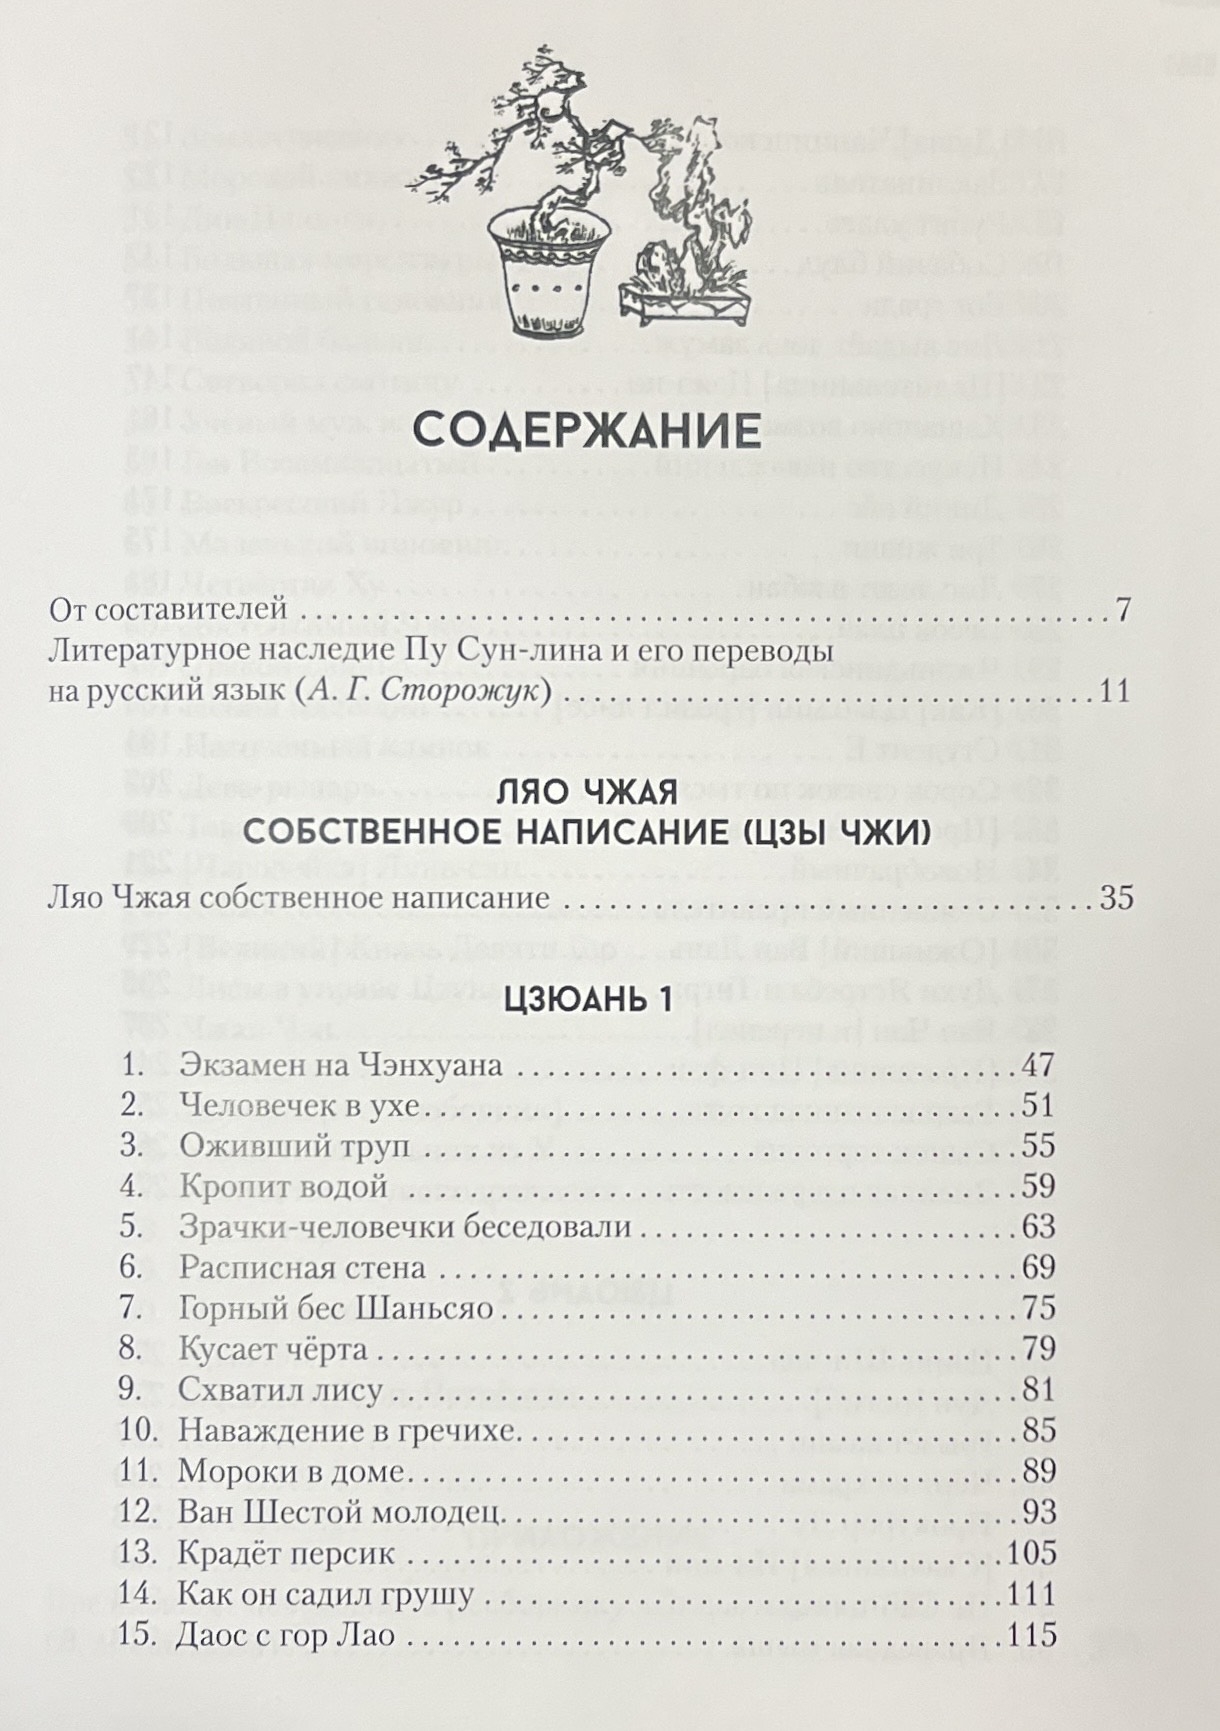 СОДЕРЖАНИЕ
От составителей . . . . . . . . . . . . . . . . . . . . 7
Литературное наследие Пу Сун-лина и его переводы
на русский язык (А. Г. Сторожук) . . . . . . . . . . . . . . . . . . . . 11
ЛЯО ЧЖАЯ
СОБСТВЕННОЕ НАПИСАНИЕ (ЦЗЫ ЧЖИ)
Ляо Чжая собственное написание . . . . . . . . . . . . . . . . . . . . 35
ЦЗЮАНЬ 1
1. Экзамен на Чэнхуана . . . . . . . . . . . . . . . . . . . . 47
2. Человечек в ухе . . . . . . . . . . . . . . . . . . . . 51
3. Оживший труп . . . . . . . . . . . . . . . . . . . . 55
4. Кропит водой . . . . . . . . . . . . . . . . . . . . 59
5. Зрачки-человечки беседовали . . . . . . . . . . . . . . . . . . . . 63
6. Расписная стена . . . . . . . . . . . . . . . . . . . . 69
7. Горный бес Шаньсяо . . . . . . . . . . . . . . . . . . . . 75
8. Кусает чёрта . . . . . . . . . . . . . . . . . . . . 79
9. Схватил лису . . . . . . . . . . . . . . . . . . . . 81
10. Наваждение в гречихе . . . . . . . . . . . . . . . . . . . . 85
11. Мороки в доме . . . . . . . . . . . . . . . . . . . . 89
12. Ван Шестой молодец . . . . . . . . . . . . . . . . . . . . 93
13. Крадёт персик . . . . . . . . . . . . . . . . . . . . 105
14. Как он садил грушу . . . . . . . . . . . . . . . . . . . . 111
15. Даос с гор Лао . . . . . . . . . . . . . . . . . . . . 115